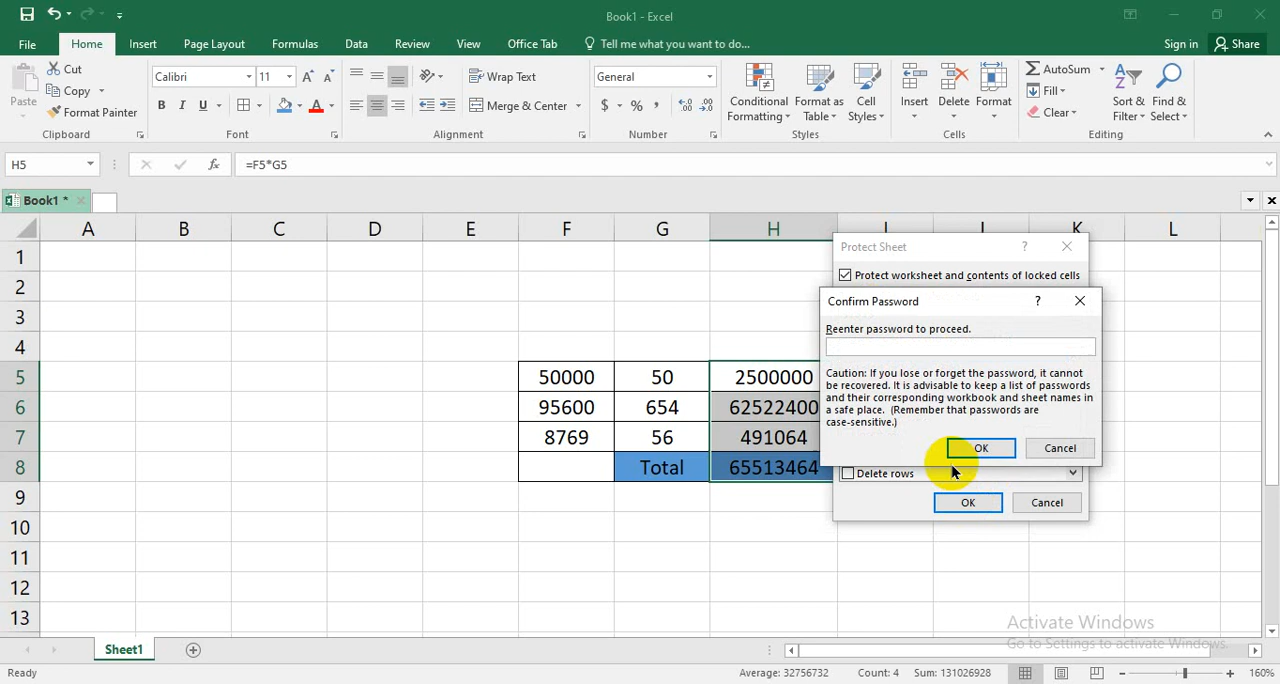 Book1 - Excel
File Home Insert Page Layout Formulas Data Review View Office Tab Tell me what you want to do... Sign in Share
Cut
Copy
Format Painter
Paste
Clipboard
Calibri 11
B I U A
Font
Wrap Text
Merge & Center
Alignment
General
$ % ,
Number
Conditional Formatting
Format as Table
Cell Styles
Styles
Insert Delete Format
Cells
AutoSum
Fill
Clear
Sort & Filter
Find & Select
Editing
H5 fx =F5*G5
Book1 *
A B C D E F G H K L
1
2
3
4
5 50000 50 2500000
6 95600 654 62522400
7 8769 56 491064
8 Total 65513464
9
10
11
12
13
Protect Sheet ?
Protect worksheet and contents of locked cells
Confirm Password ?
Reenter password to proceed.
Caution: If you lose or forget the password, it cannot
be recovered. It is advisable to keep a list of passwords
and their corresponding workbook and sheet names in
a safe place. (Remember that passwords are
case-sensitive.)
OK Cancel
Delete rows
OK Cancel
Activate Windows
Go to Settings to activate Windows.
Sheet1
Ready Average: 32756732 Count: 4 Sum: 131026928 160%